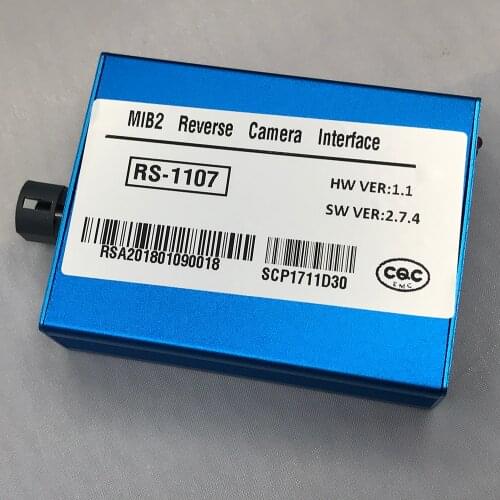 MIB2 Reverse Camera Interface
RS-1107
HW VER:1.1
SW VER:2.7.4
RSA201801090018
SCP1711D30
CQC
EMC